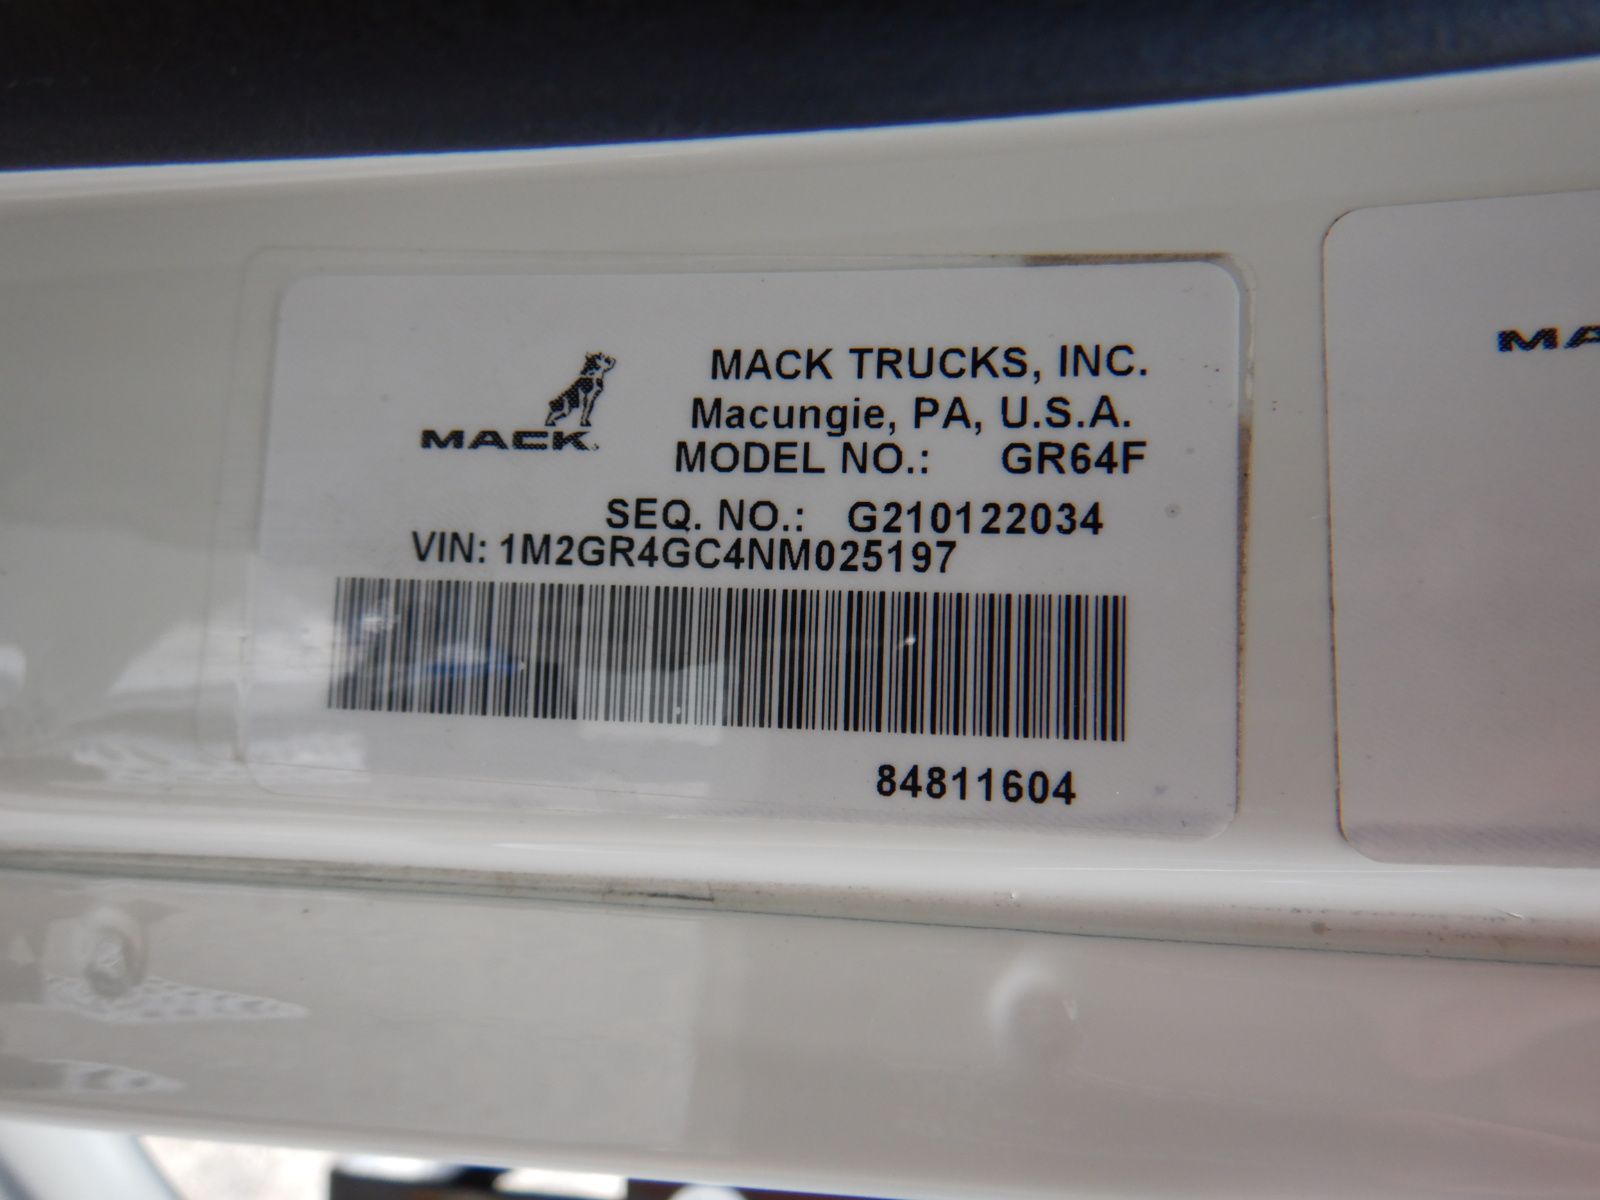 MACK TRUCKS, INC.
MACK
Macungie, PA, U.S.A.
MODEL NO.: GR64F
SEQ. NO.: G210122034
VIN: 1M2GR4GC4NM025197
84811604